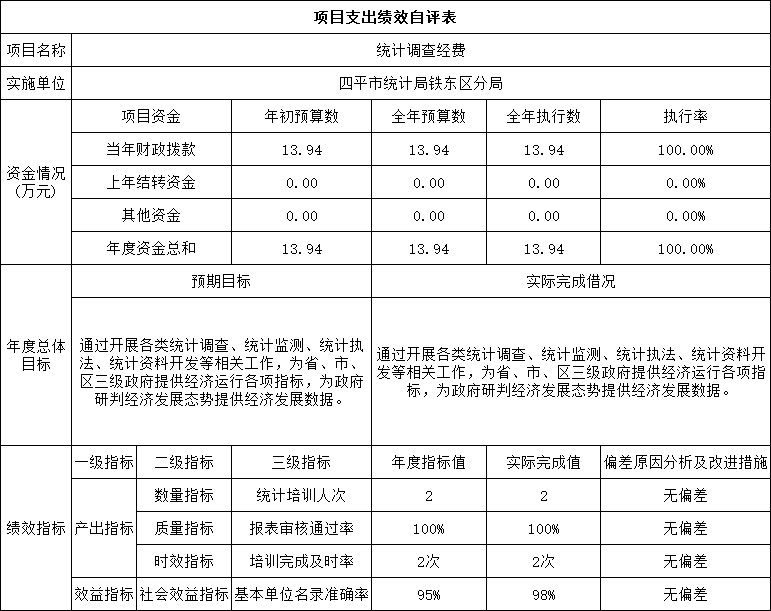 项目支出绩效自评表
项目名称 统计调查经费
实施单位 四平市统计局铁东区分局
资金情况
(万元)
项目资金 年初预算数 全年预算数 全年执行数 执行率
当年财政拨款 13.94 13.94 13.94 100.00%
上年结转资金 0.00 0.00 0.00 0.00%
其他资金 0.00 0.00 0.00 0.00%
年度资金总和 13.94 13.94 13.94 100.00%
年度总体
目标
预期目标 实际完成借况
通过开展各类统计调查、统计监测、统计执
法、统计资料开发等相关工作，为省、市、
区三级政府提供经济运行各项指标，为政府
研判经济发展态势提供经济发展数据。
通过开展各类统计调查、统计监测、统计执法、统计资料开
发等相关工作，为省、市、区三级政府提供经济运行各项指
标，为政府研判经济发展态势提供经济发展数据。
绩效指标
一级指标 二级指标 三级指标 年度指标值 实际完成值 偏差原因分析及改进措施
产出指标
数量指标 统计培训人次 2 2 无偏差
质量指标 报表审核通过率 100% 100% 无偏差
时效指标 培训完成及时率 2次 2次 无偏差
效益指标 社会效益指标 基本单位名录准确率 95% 98% 无偏差